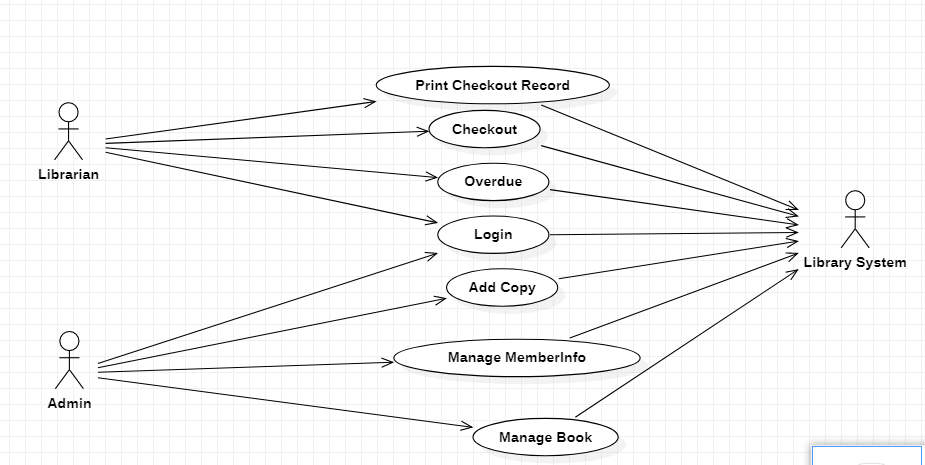 Print Checkout Record
Checkout
Librarian
Overdue
Login
Library System
Add Copy
Manage MemberInfo
Admin
Manage Book